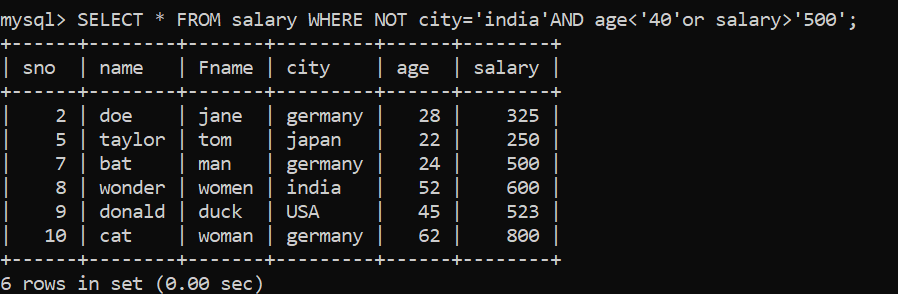 mysql> SELECT * FROM salary WHERE NOT city='india'AND age<'40'or salary>'500';
+------+--------+-------+---------+------+--------+
| sno  | name   | Fname | city    | age  | salary |
+------+--------+-------+---------+------+--------+
|    2 | doe    | jane  | germany |   28 |    325 |
|    5 | taylor | tom   | japan   |   22 |    250 |
|    7 | bat    | man   | germany |   24 |    500 |
|    8 | wonder | women | india   |   52 |    600 |
|    9 | donald | duck  | USA     |   45 |    523 |
|   10 | cat    | woman | germany |   62 |    800 |
+------+--------+-------+---------+------+--------+
6 rows in set (0.00 sec)